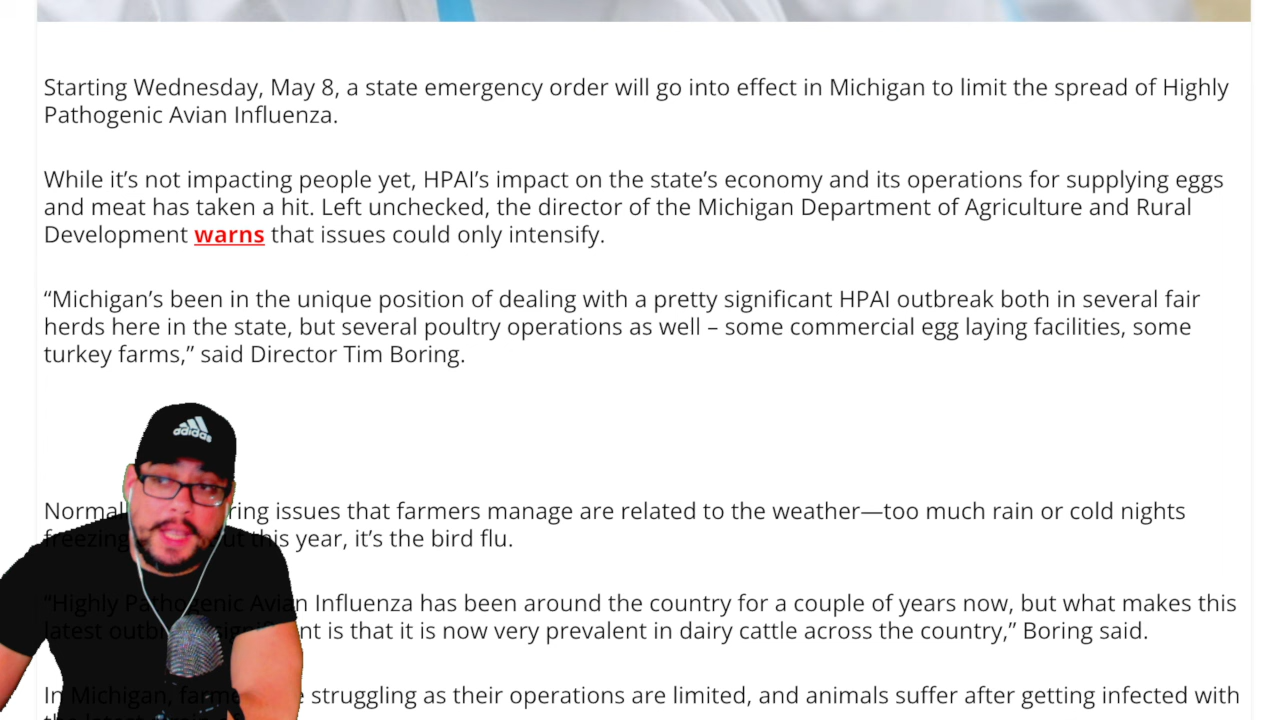 Starting Wednesday, May 8, a state emergency order will go into effect in Michigan to limit the spread of Highly
Pathogenic Avian Influenza.
While it’s not impacting people yet, HPAI’s impact on the state’s economy and its operations for supplying eggs
and meat has taken a hit. Left unchecked, the director of the Michigan Department of Agriculture and Rural
Development warns that issues could only intensify.
“Michigan’s been in the unique position of dealing with a pretty significant HPAI outbreak both in several fair
herds here in the state, but several poultry operations as well – some commercial egg laying facilities, some
turkey farms,” said Director Tim Boring.
adidas
issues that farmers manage are related to the weather—too much rain or cold nights
freezing this year, it’s the bird flu.
“Highly Pathogenic Avian Influenza has been around the country for a couple of years now, but what makes this
latest is that it is now very prevalent in dairy cattle across the country,” Boring said.
In Michigan, struggling as their operations are limited, and animals suffer after getting infected with